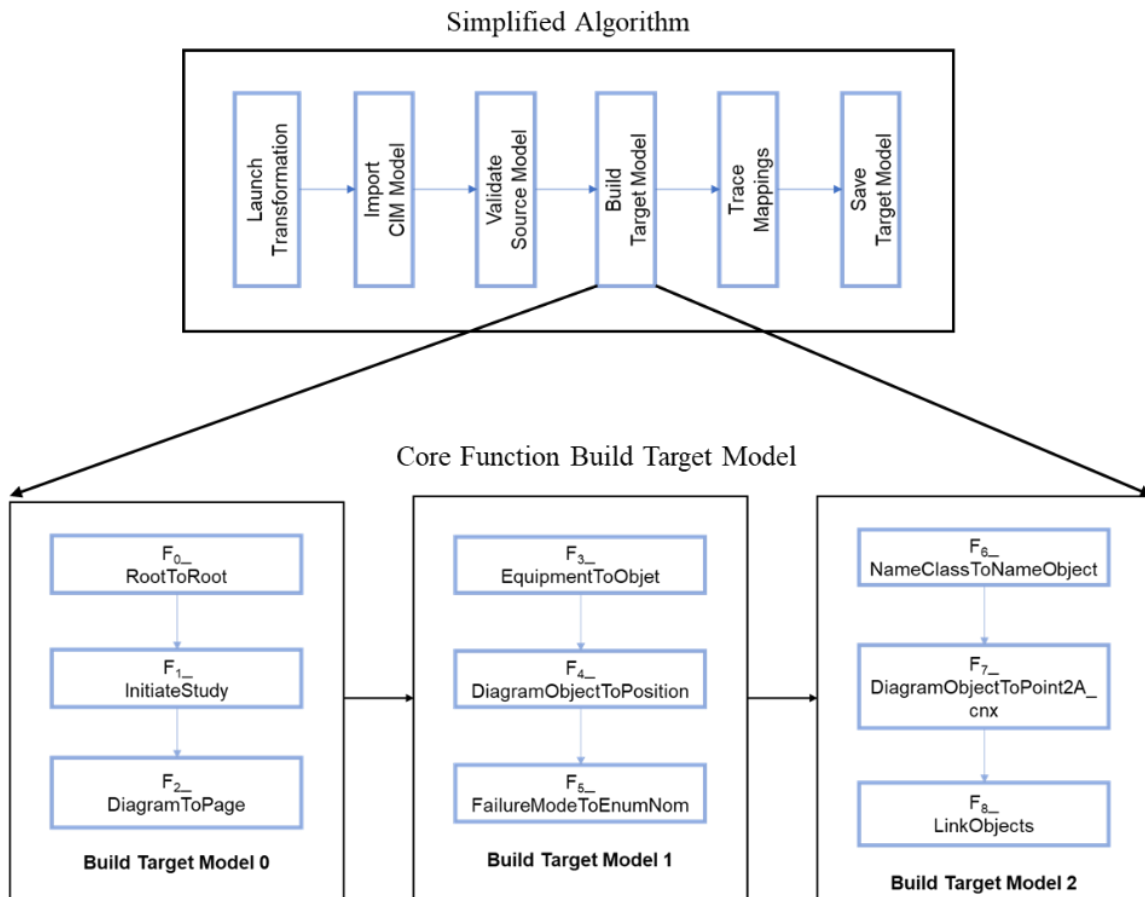 Simplified Algorithm
Launch
Transformation
Import
CIM Model
Validate
Source Model
Build
Target Model
Trace
Mappings
Save
Target Model
Core Function Build Target Model
F0_
RootToRoot
F1_
InitiateStudy
F2_
DiagramToPage
Build Target Model 0
F3_
EquipmentToObjet
F4_
DiagramObjectToPosition
F5_
FailureModeToEnumNom
Build Target Model 1
F6_
NameClassToNameObject
F7_
DiagramObjectToPoint2A_
cnx
F8_
LinkObjects
Build Target Model 2